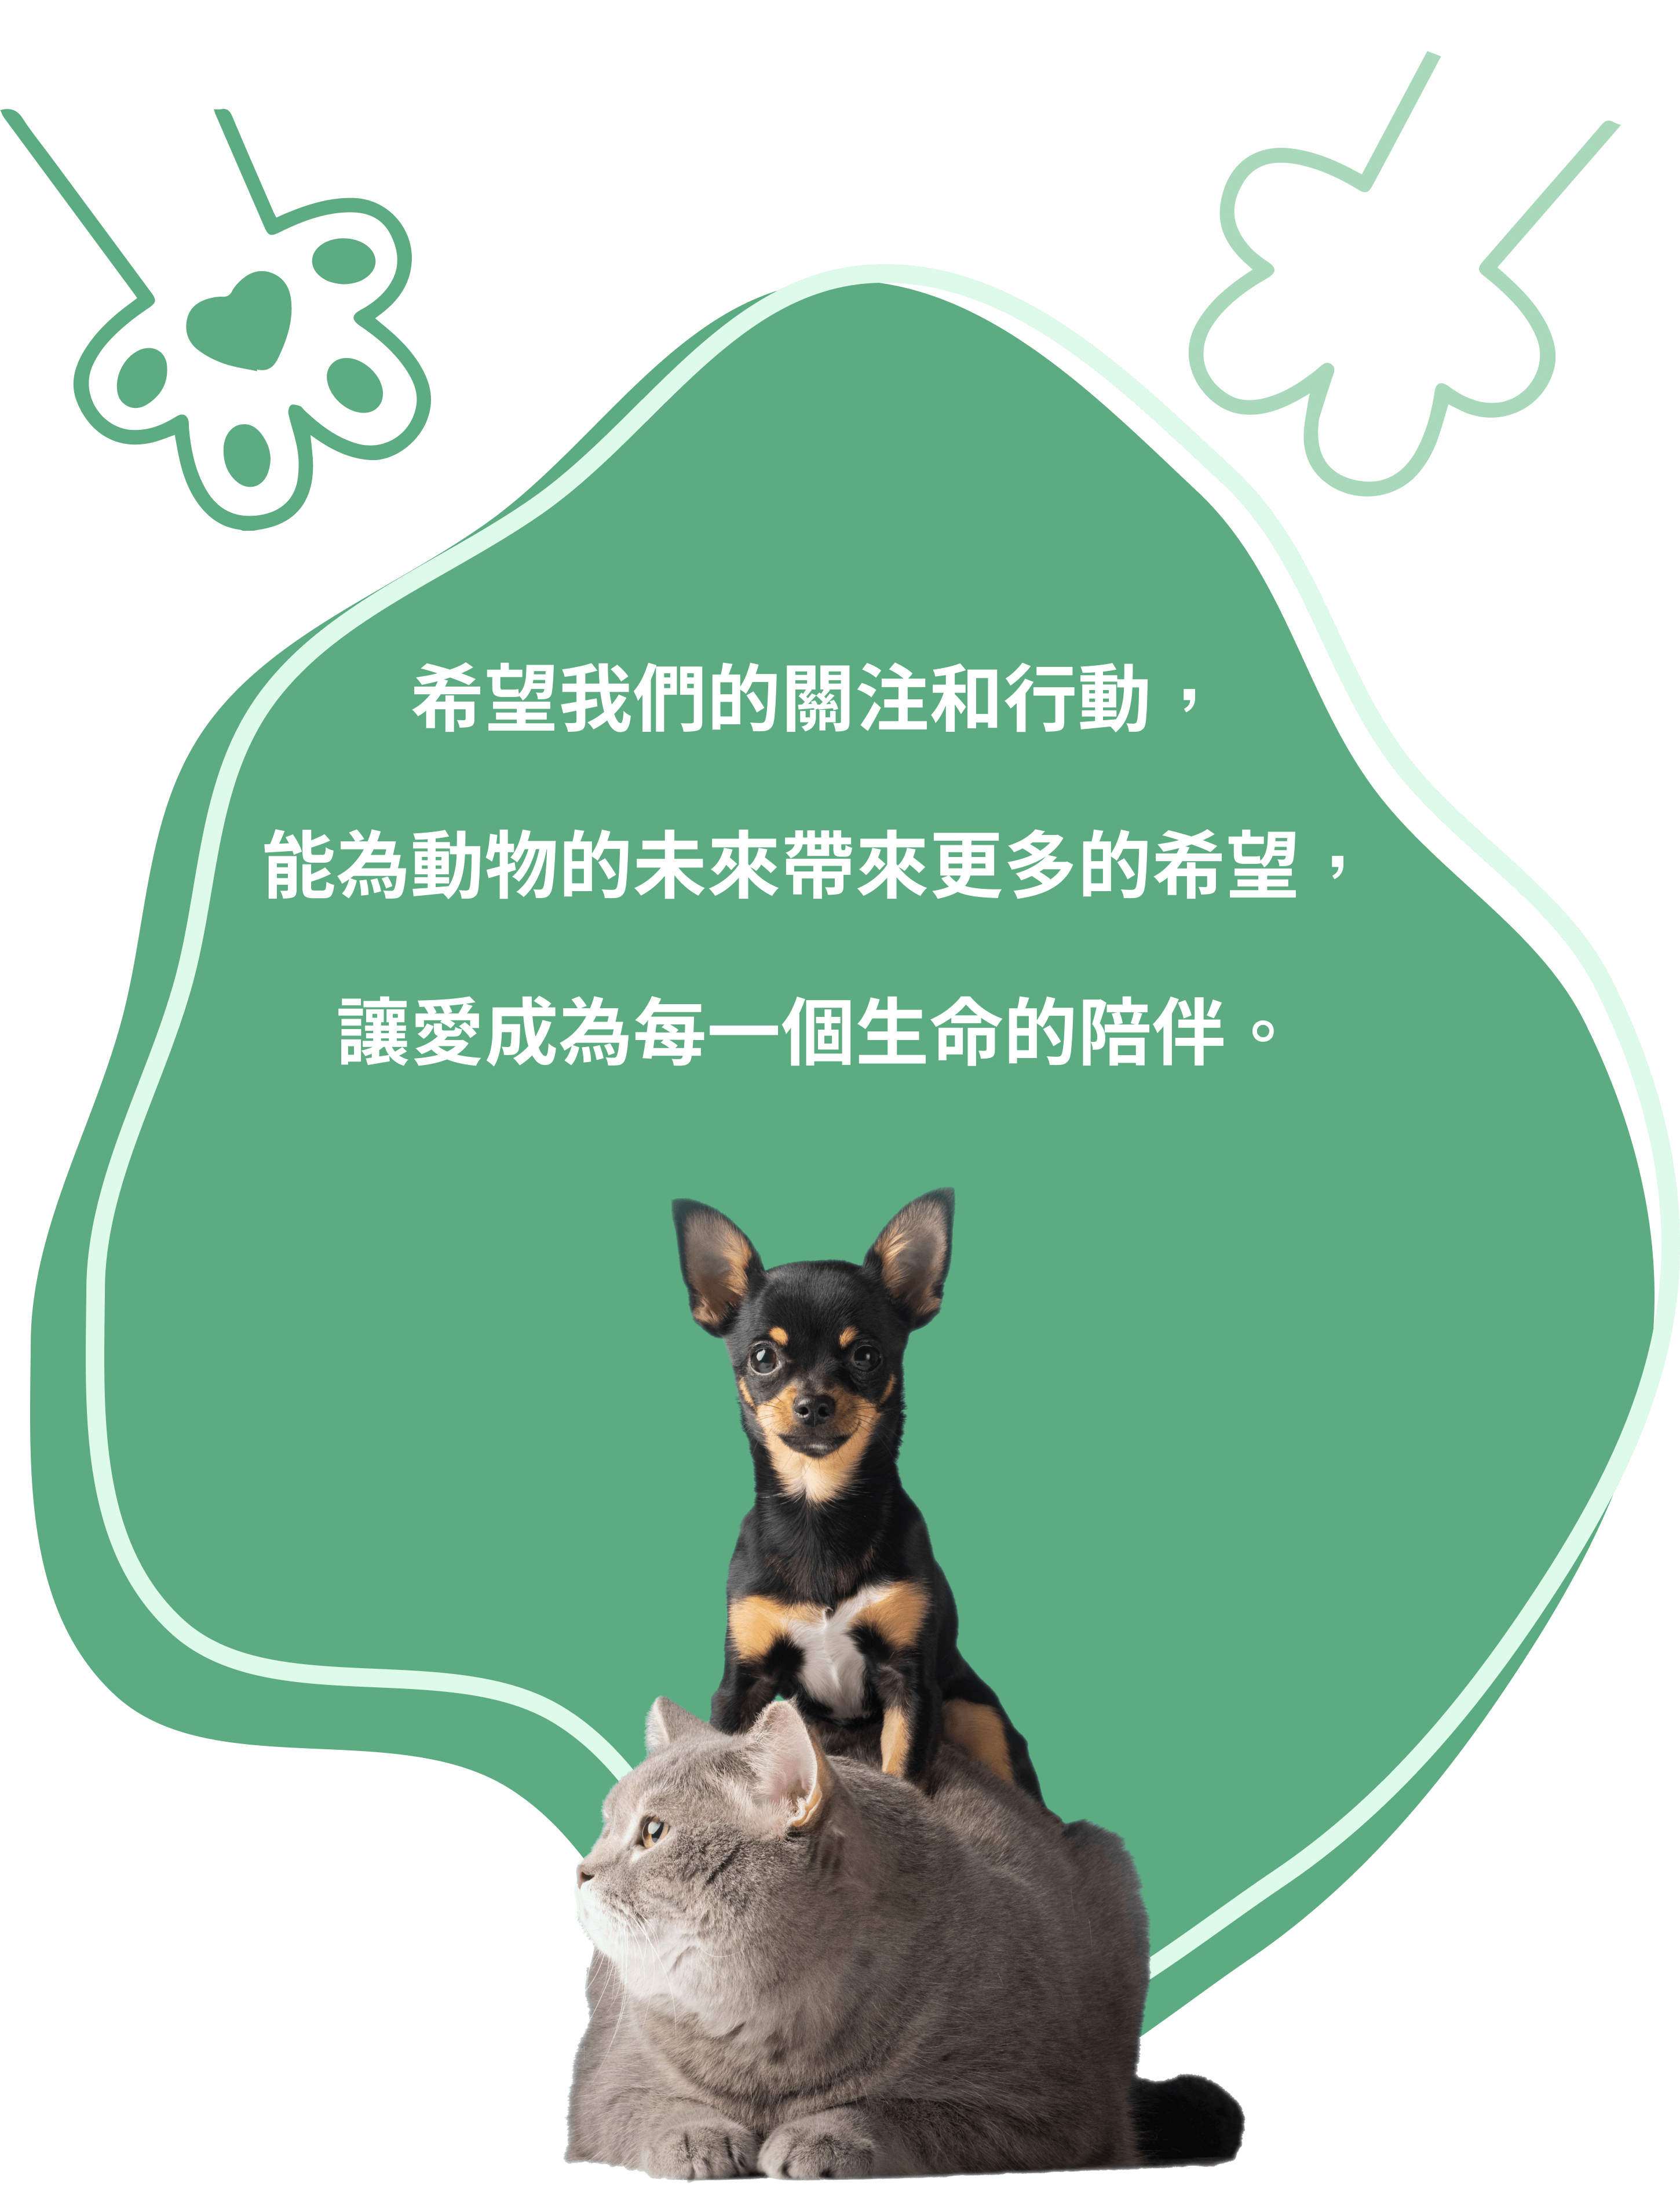 希望我們的關注和行動，
能為動物的未來帶來更多的希望，
讓愛成為每一個生命的陪伴。